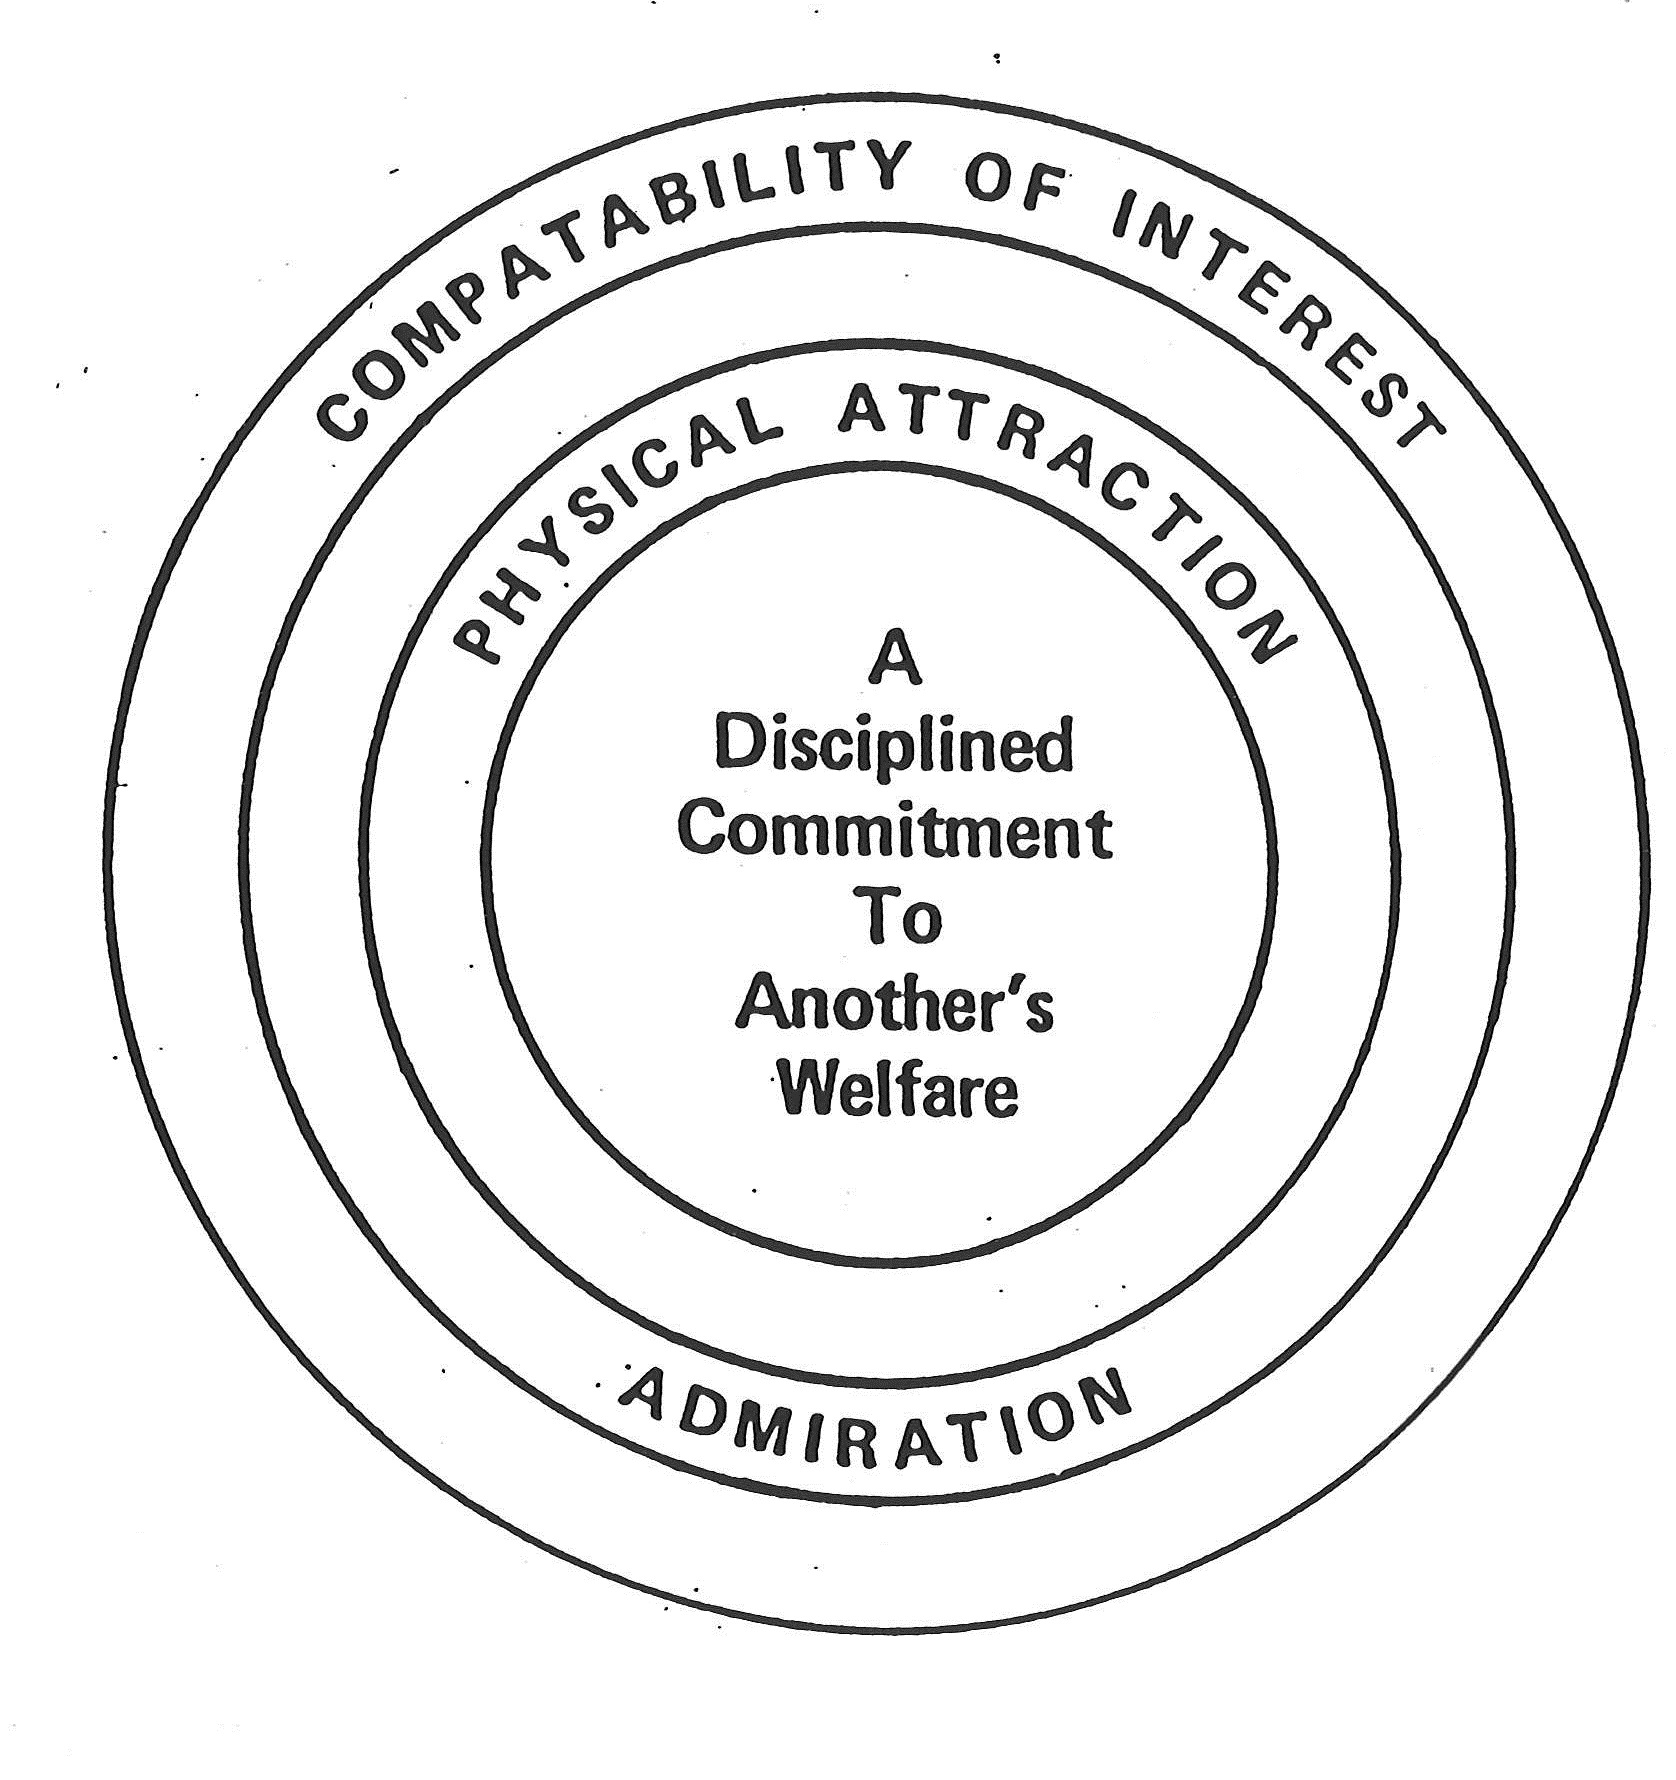 COMPATABILITY OF INTEREST
PHYSICAL ATTRACTION
A
Disciplined
Commitment
To
Another's
Welfare
ADMIRATION